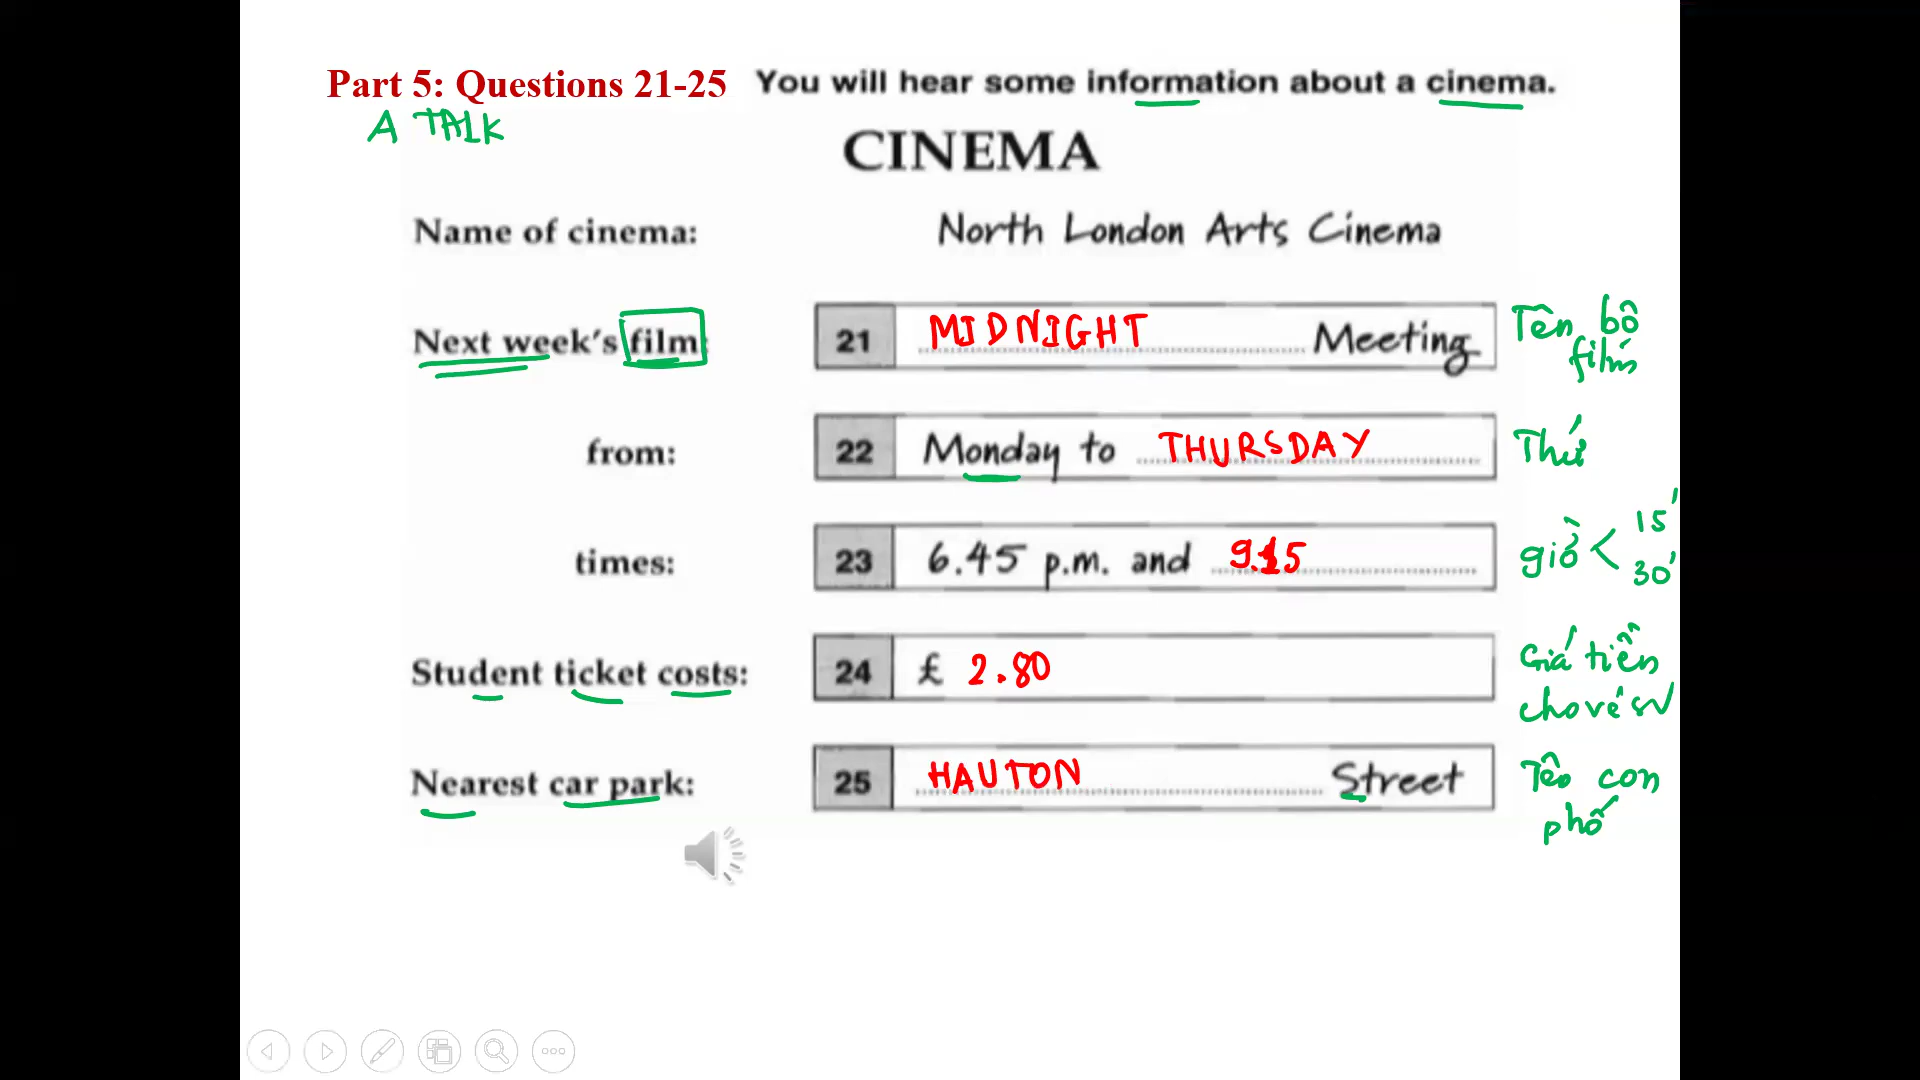 Part 5: Questions 21-25 You will hear some information about a cinema.
A TALK
CINEMA
Name of cinema: North London Arts Cinema
Next week's film: 21 MIDNIGHT Meeting Tên bộ
film
from: 22 Monday to THURSDAY Thứ
times: 23 6.45 p.m. and 9.15 giờ < 15'
30'
Student ticket costs: 24 £ 2.80 Giá tiền
cho vé SV
Nearest car park: 25 HAUTON Street Tên con
phố